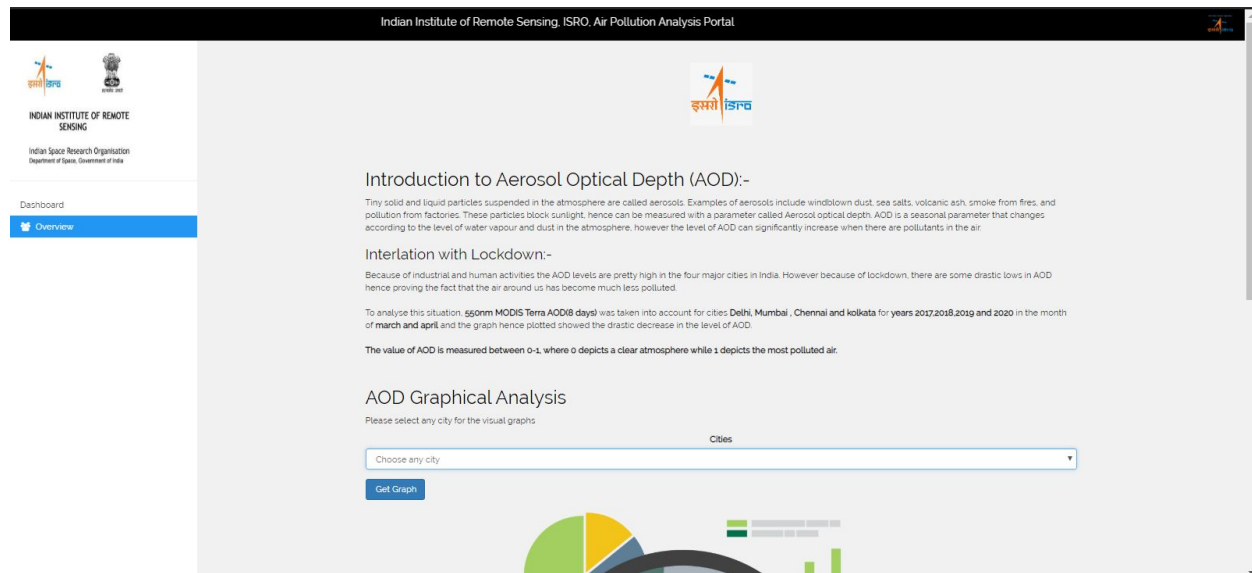 Indian Institute of Remote Sensing, ISRO, Air Pollution Analysis Portal
इसरो isro
INDIAN INSTITUTE OF REMOTE
SENSING
Indian Space Research Organisation
Department of Space, Government of India
Dashboard
Overview
इसरो isro
Introduction to Aerosol Optical Depth (AOD):-
Tiny solid and liquid particles suspended in the atmosphere are called aerosols. Examples of aerosols include windblown dust, sea salts, volcanic ash, smoke from fires, and
pollution from factories. These particles block sunlight, hence can be measured with a parameter called Aerosol optical depth. AOD is a seasonal parameter that changes
according to the level of water vapour and dust in the atmosphere, however the level of AOD can significantly increase when there are pollutants in the air.
Interlation with Lockdown:-
Because of industrial and human activities the AOD levels are pretty high in the four major cities in India. However because of lockdown, there are some drastic lows in AOD
hence proving the fact that the air around us has become much less polluted.
To analyse this situation, 550nm MODIS Terra AOD(8 days) was taken into account for cities Delhi, Mumbai , Chennai and kolkata for years 2017,2018,2019 and 2020 in the month
of march and april and the graph hence plotted showed the drastic decrease in the level of AOD.
The value of AOD is measured between 0-1, where 0 depicts a clear atmosphere while 1 depicts the most polluted air.
AOD Graphical Analysis
Please select any city for the visual graphs
Cities
Choose any city
Get Graph